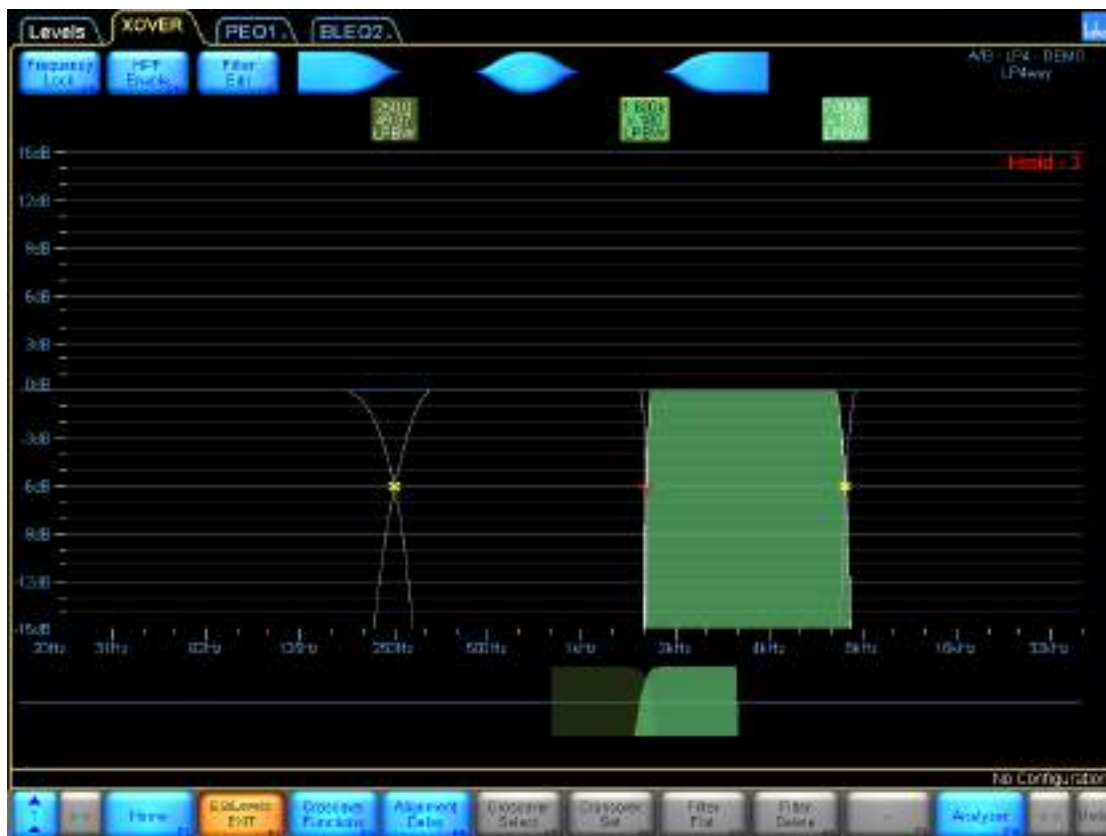 Levels XOVER PEQ1 BLEQ2
Frequency Lock
HPF Enable
Filter Edit
A/B - LP4 - DEMO
LP4way
15dB
12dB
9dB
6dB
3dB
0dB
-3dB
-6dB
-9dB
-12dB
-15dB
20Hz 31Hz 63Hz 125Hz 250Hz 500Hz 1kHz 2kHz 4kHz 8kHz 16kHz 32kHz
No Configuration
Home
EQ/Levels EXIT
Crossover Functions
Alignment Delay
Crossover Select
Crossover Set
Filter Flat
Filter Delete
Analyzer